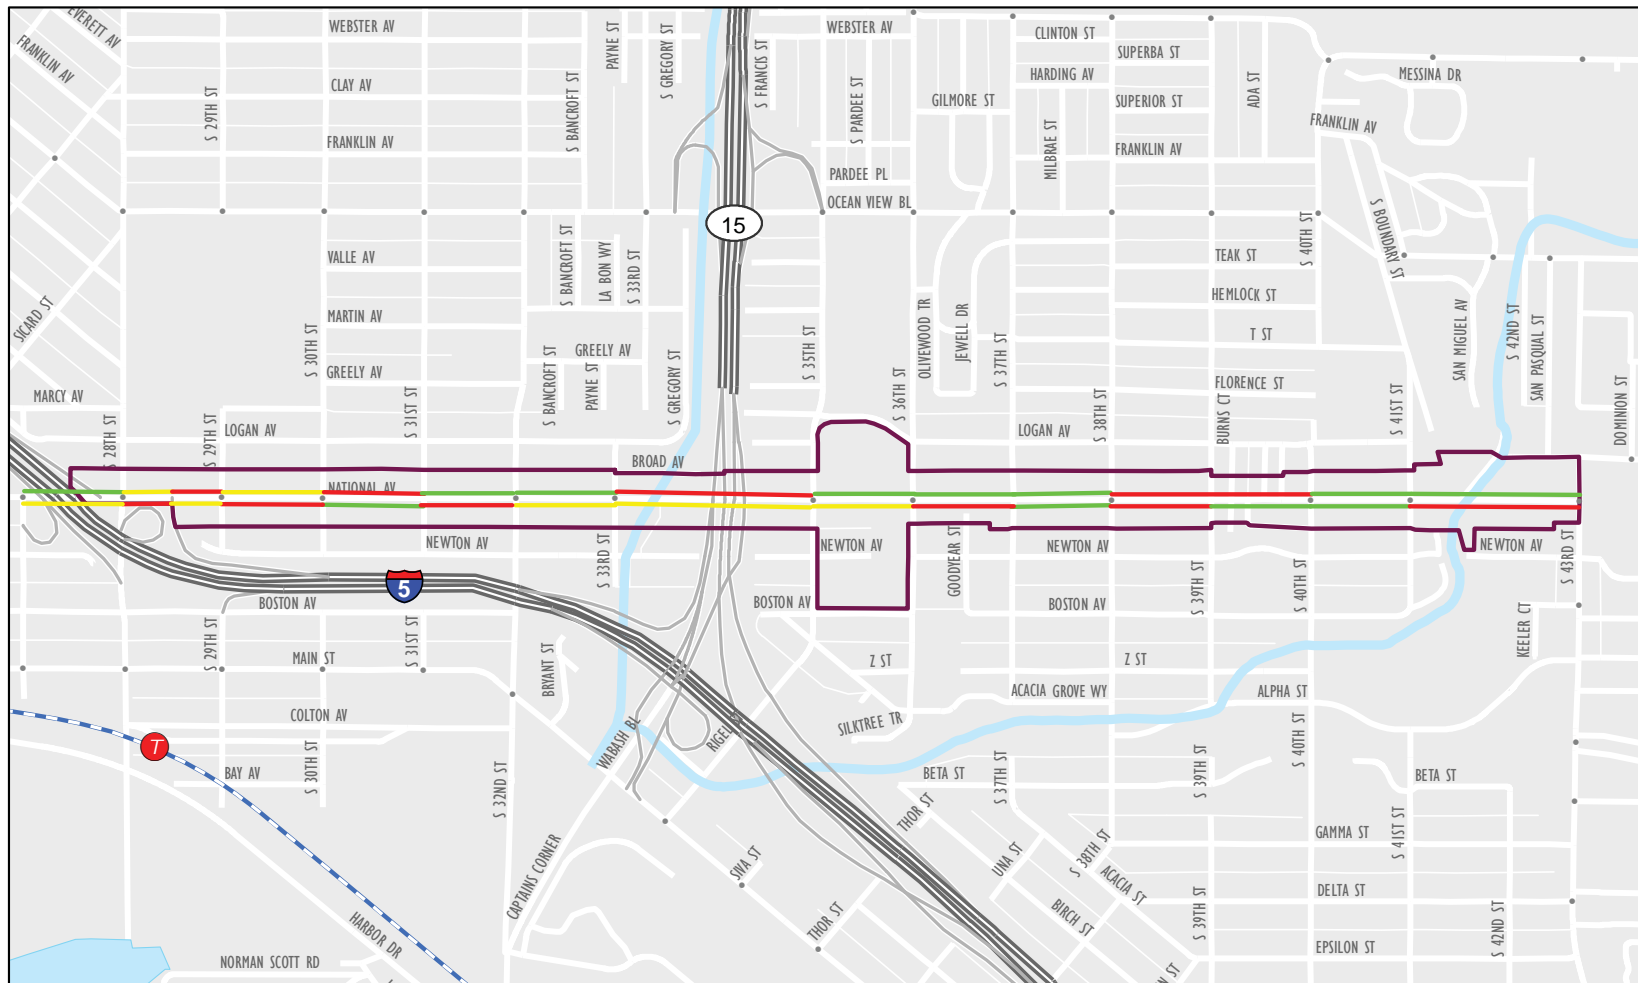 EVERETT AV
FRANKLIN AV
WEBSTER AV
PAYNE ST
S GREGORY ST
S FRANCIS ST
WEBSTER AV
CLINTON ST
SUPERBA ST
HARDING AV
MESSINA DR
S 29TH ST
CLAY AV
S BANCROFT ST
S PARDEE ST
GILMORE ST
SUPERIOR ST
ADA ST
FRANKLIN AV
FRANKLIN AV
MILBRAE ST
FRANKLIN AV
PARDEE PL
OCEAN VIEW BL
15
S BOUNDARY ST
S 40TH ST
VALLE AV
S BANCROFT ST
LA BON WY
S 33RD ST
TEAK ST
HEMLOCK ST
SICARD ST
MARTIN AV
S 30TH ST
S 35TH ST
OLIVEWOOD TR
JEWELL DR
S 37TH ST
T ST
SAN MIGUEL AV
S 42ND ST
SAN PASQUAL ST
GREELY AV
GREELY AV
S BANCROFT ST
PAYNE ST
S GREGORY ST
S 36TH ST
FLORENCE ST
MARCY AV
S 31ST ST
S 28TH ST
S 29TH ST
LOGAN AV
LOGAN AV
S 38TH ST
BURNS CT
S 41ST ST
DOMINION ST
BROAD AV
NATIONAL AV
NEWTON AV
S 33RD ST
NEWTON AV
GOODYEAR ST
NEWTON AV
NEWTON AV
S 43RD ST
5
BOSTON AV
BOSTON AV
BOSTON AV
S 39TH ST
S 40TH ST
S 29TH ST
S 31ST ST
KEELER CT
MAIN ST
BRYANT ST
Z ST
Z ST
ACACIA GROVE WY
ALPHA ST
COLTON AV
WABASH BL
SILKTREE TR
S 40TH ST
T
BAY AV
S 30TH ST
S 32ND ST
BETA ST
S 37TH ST
S 39TH ST
BETA ST
THOR ST
S 41ST ST
GAMMA ST
CAPTAINS CORNER
SIVA ST
UNA ST
S 38TH ST
ACACIA ST
DELTA ST
HARBOR DR
THOR ST
BIRCH ST
S 39TH ST
S 42ND ST
EPSILON ST
NORMAN SCOTT RD